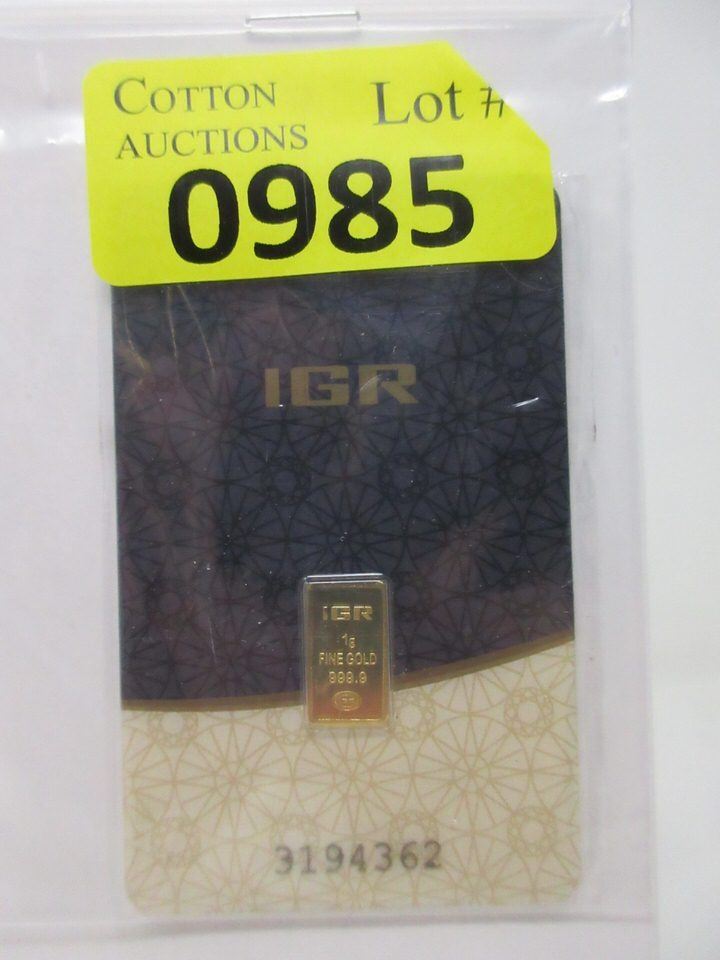 COTTON
AUCTIONS
Lot #
0985
IGR
IGR
1g
FINE GOLD
999.9
3194362